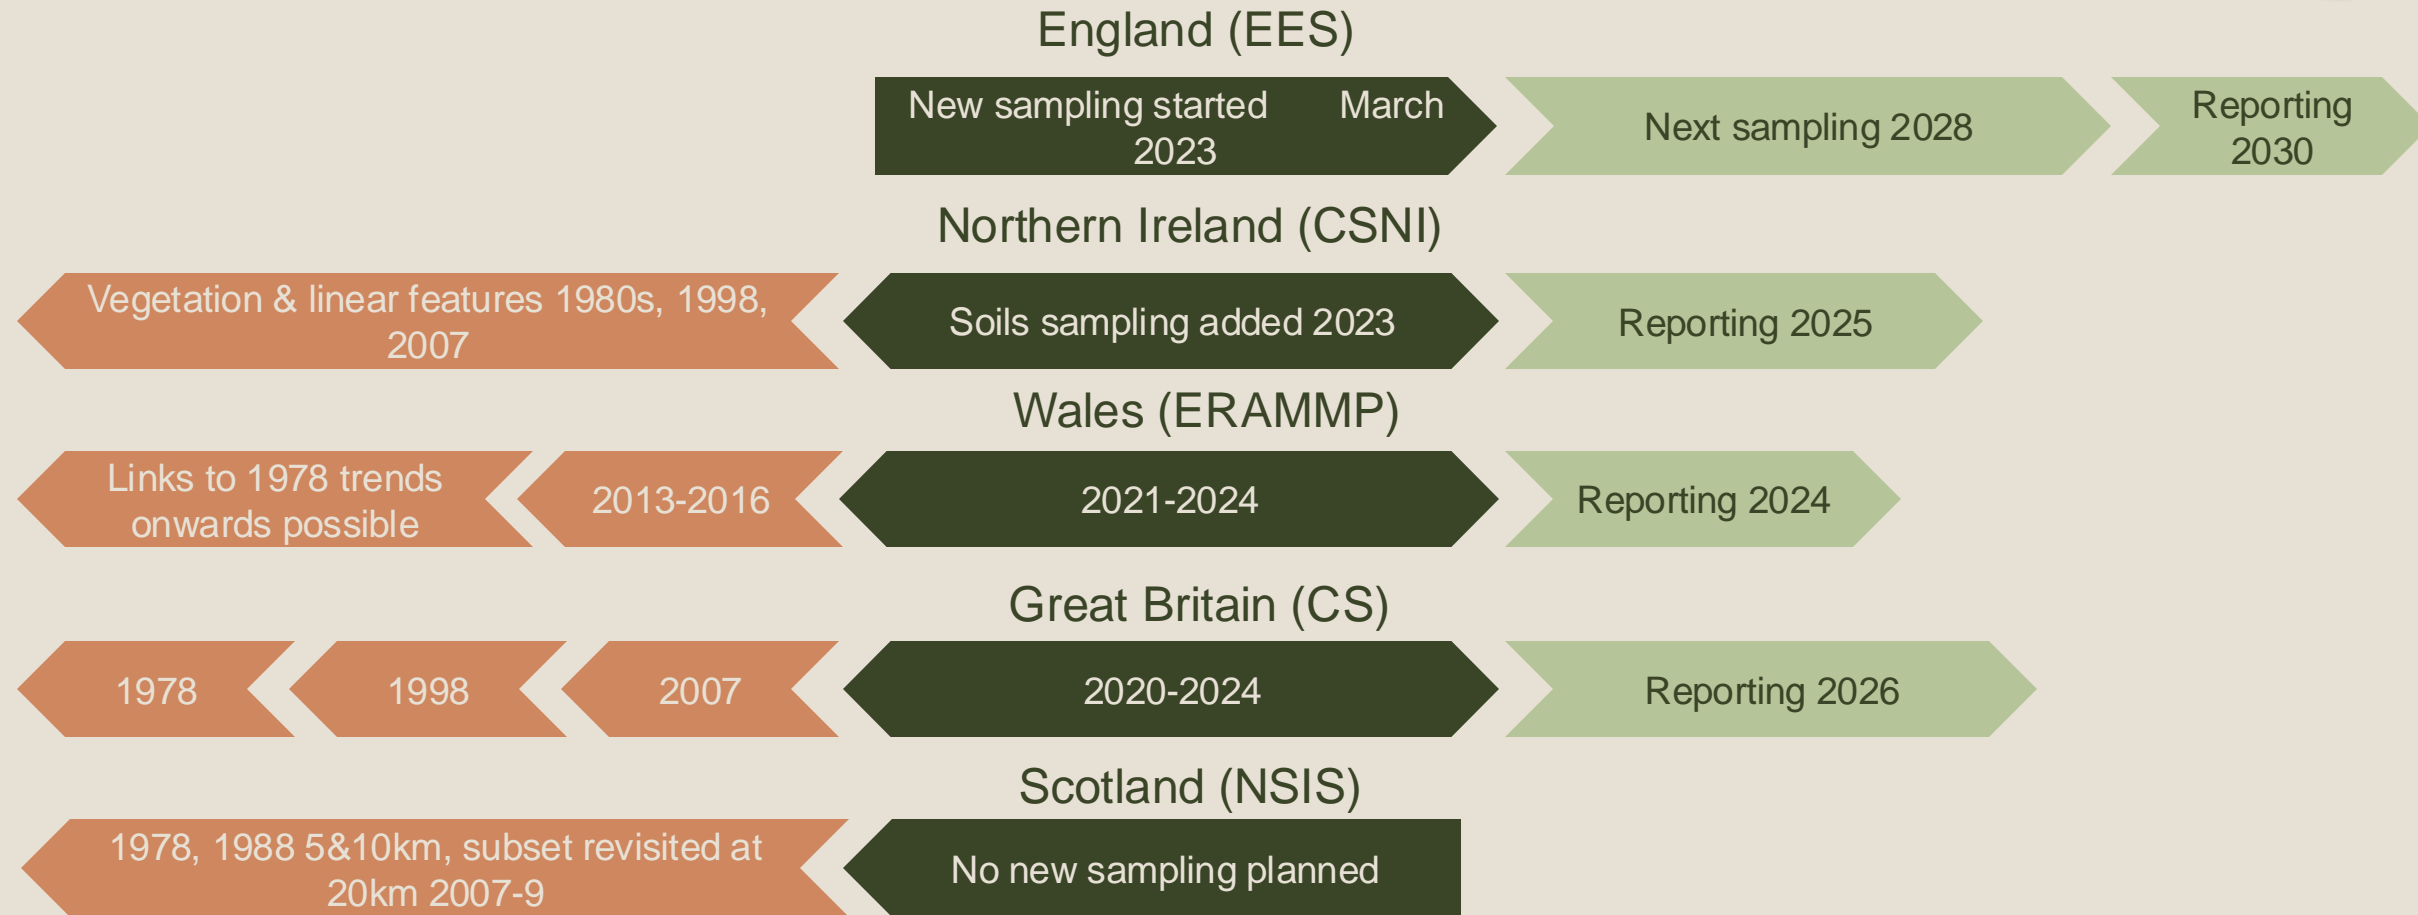 England (EES)
New sampling started March
2023
Next sampling 2028
Reporting
2030
Northern Ireland (CSNI)
Vegetation & linear features 1980s, 1998,
2007
Soils sampling added 2023
Reporting 2025
Wales (ERAMMP)
Links to 1978 trends
onwards possible
2013-2016
2021-2024
Reporting 2024
Great Britain (CS)
1978
1998
2007
2020-2024
Reporting 2026
Scotland (NSIS)
1978, 1988 5&10km, subset revisited at
20km 2007-9
No new sampling planned